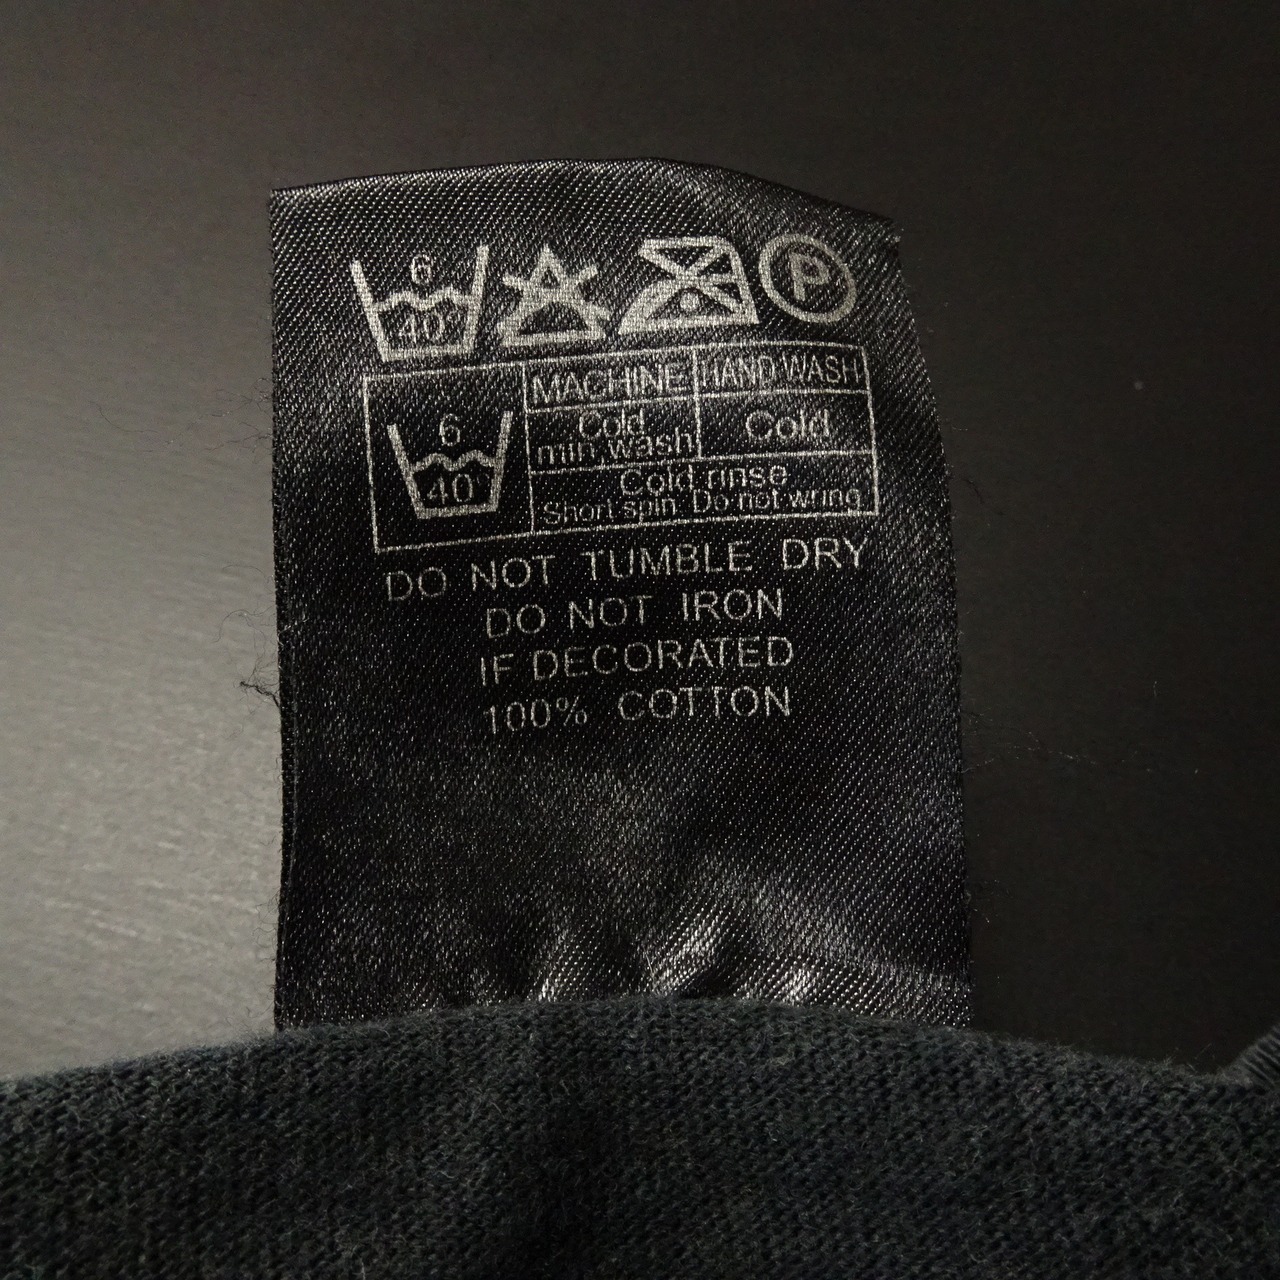 6
40°
P
6
40°
MACHINE
HAND WASH
Cold
min.wash
Cold
Cold rinse
Short spin Do not wring
DO NOT TUMBLE DRY
DO NOT IRON
IF DECORATED
100% COTTON